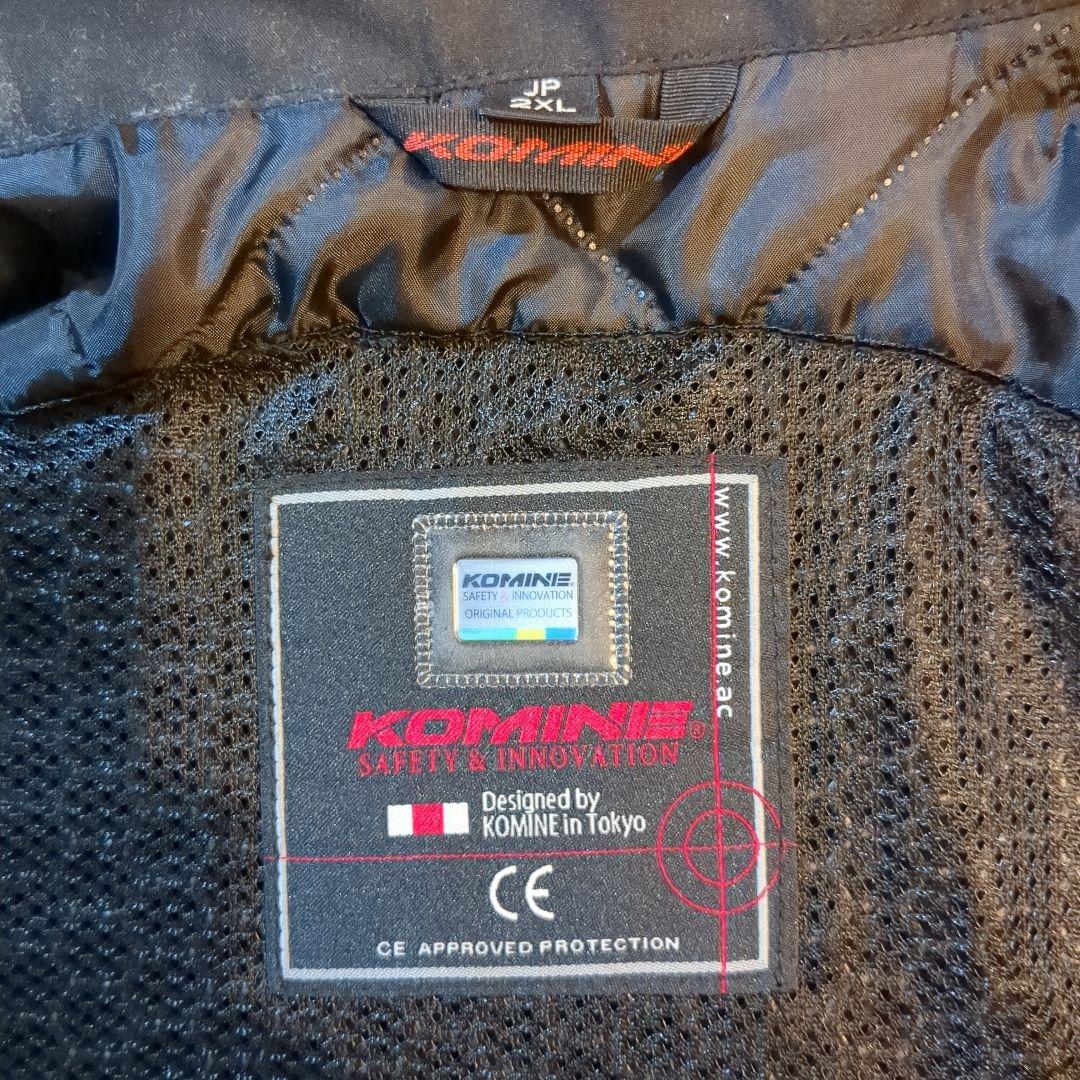 JP
2XL
KOMINE
KOMINE®
SAFETY & INNOVATION
ORIGINAL PRODUCTS
www.komine.ac
KOMINE®
SAFETY & INNOVATION
Designed by
KOMINE in Tokyo
CE
CE APPROVED PROTECTION